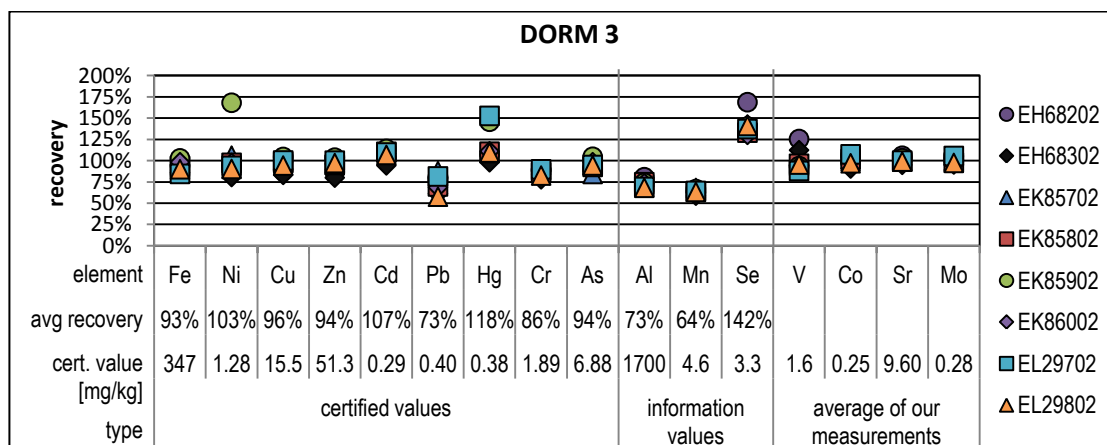 DORM 3
recovery
200%
175%
150%
125%
100%
75%
50%
25%
0%
element Fe Ni Cu Zn Cd Pb Hg Cr As Al Mn Se V Co Sr Mo
avg recovery 93% 103% 96% 94% 107% 73% 118% 86% 94% 73% 64% 142%
cert. value 347 1.28 15.5 51.3 0.29 0.40 0.38 1.89 6.88 1700 4.6 3.3 1.6 0.25 9.60 0.28
[mg/kg]
type
certified values
information
values
average of our
measurements
EH68202
EH68302
EK85702
EK85802
EK85902
EK86002
EL29702
EL29802